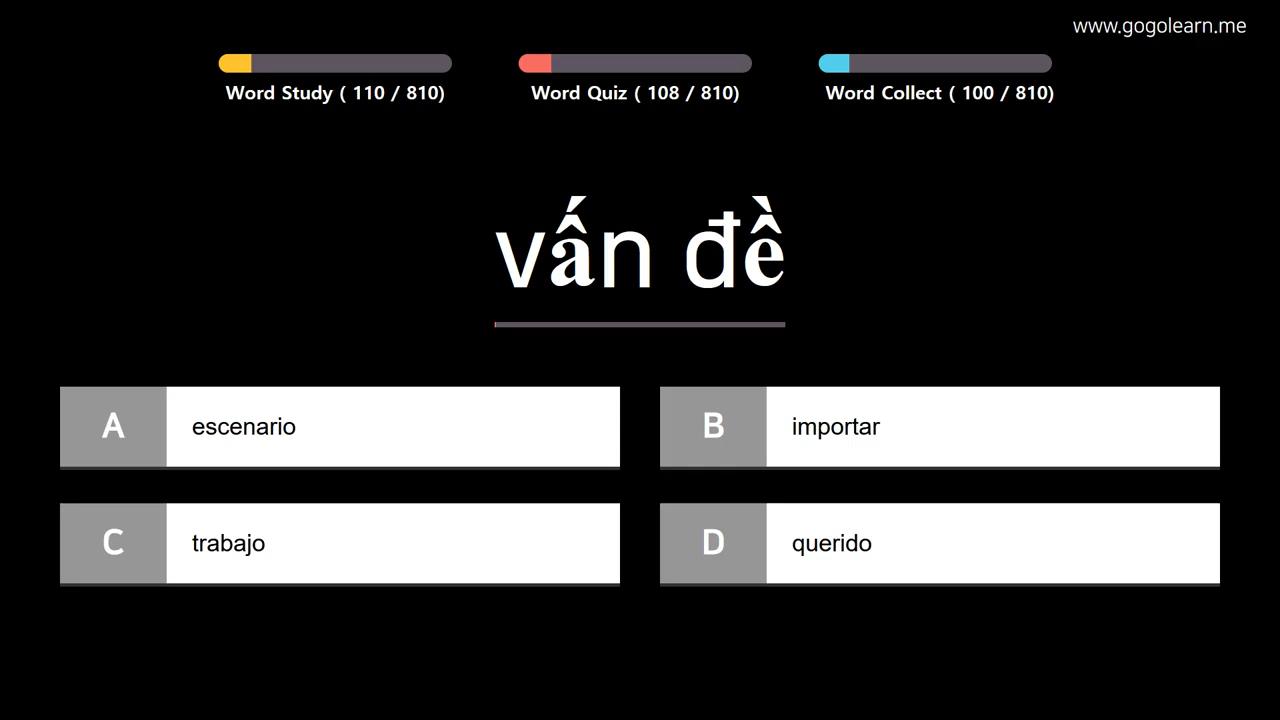 www.gogolearn.me
Word Study ( 110 / 810)
Word Quiz ( 108 / 810)
Word Collect ( 100 / 810)
vấn đề
A escenario
B importar
C trabajo
D querido